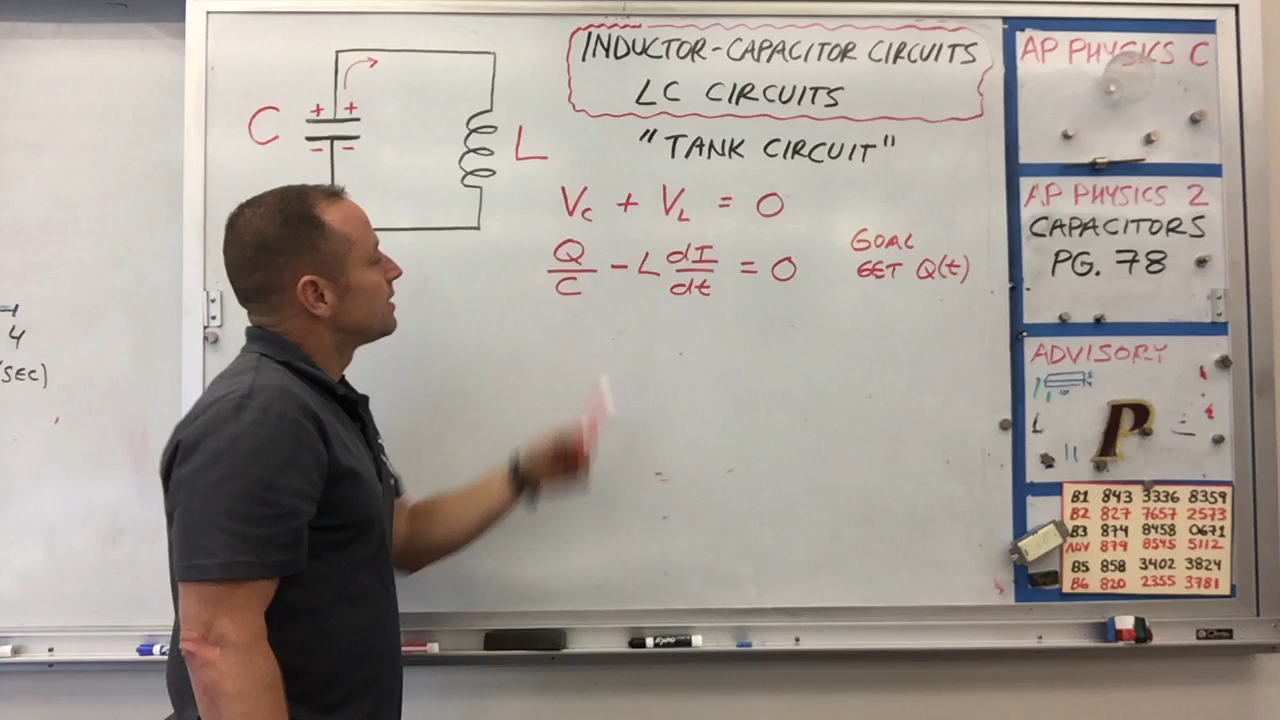 4
(SEC)
C
+ +
- -
L
INDUCTOR-CAPACITOR CIRCUITS
LC CIRCUITS
"TANK CIRCUIT"
Vc + VL = 0
Q/C - L dI/dt = 0
GOAL
GET Q(t)
AP PHYSICS C
AP PHYSICS 2
CAPACITORS
PG. 78
ADVISORY
P
B1 843 3336 8359
B2 827 7657 2573
B3 874 8458 0671
ADV 879 8545 5112
B5 858 3402 3824
B6 820 2355 3781
expo